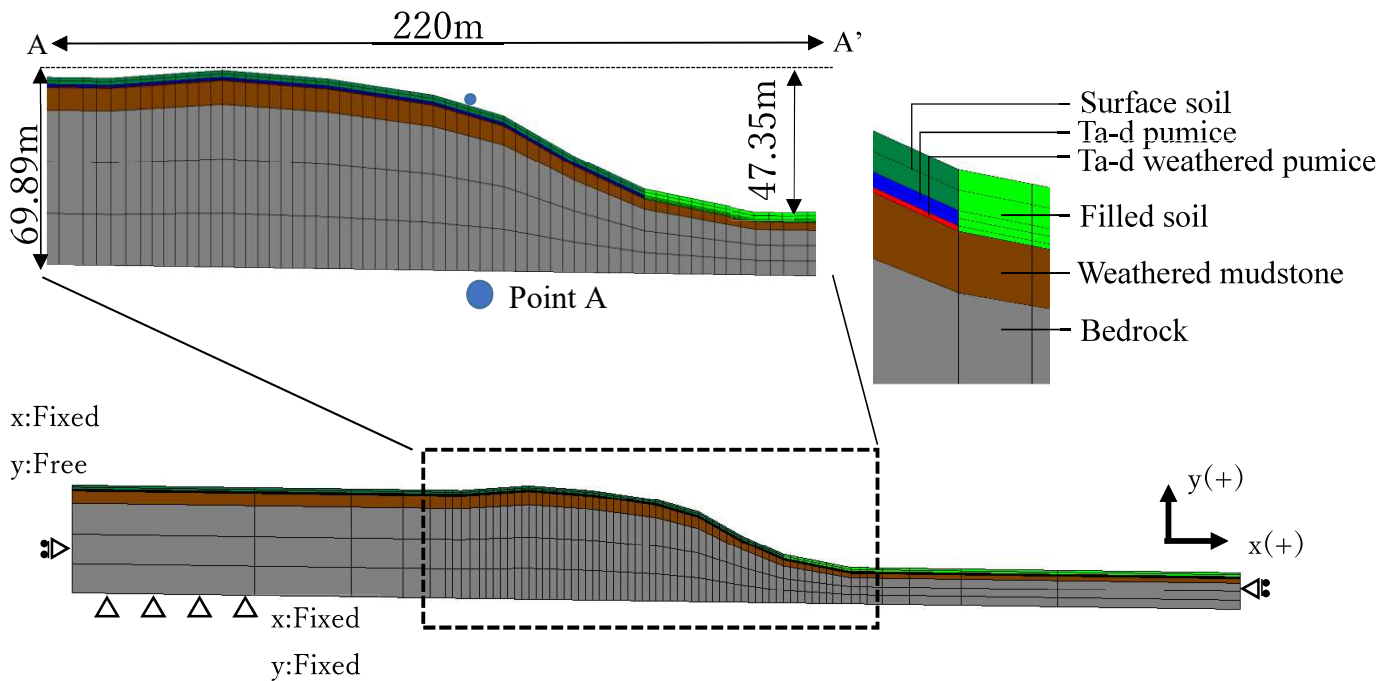 220m
A
A’
69.89m
47.35m
Point A
Surface soil
Ta-d pumice
Ta-d weathered pumice
Filled soil
Weathered mudstone
Bedrock
x:Fixed
y:Free
y(+)
x(+)
x:Fixed
y:Fixed